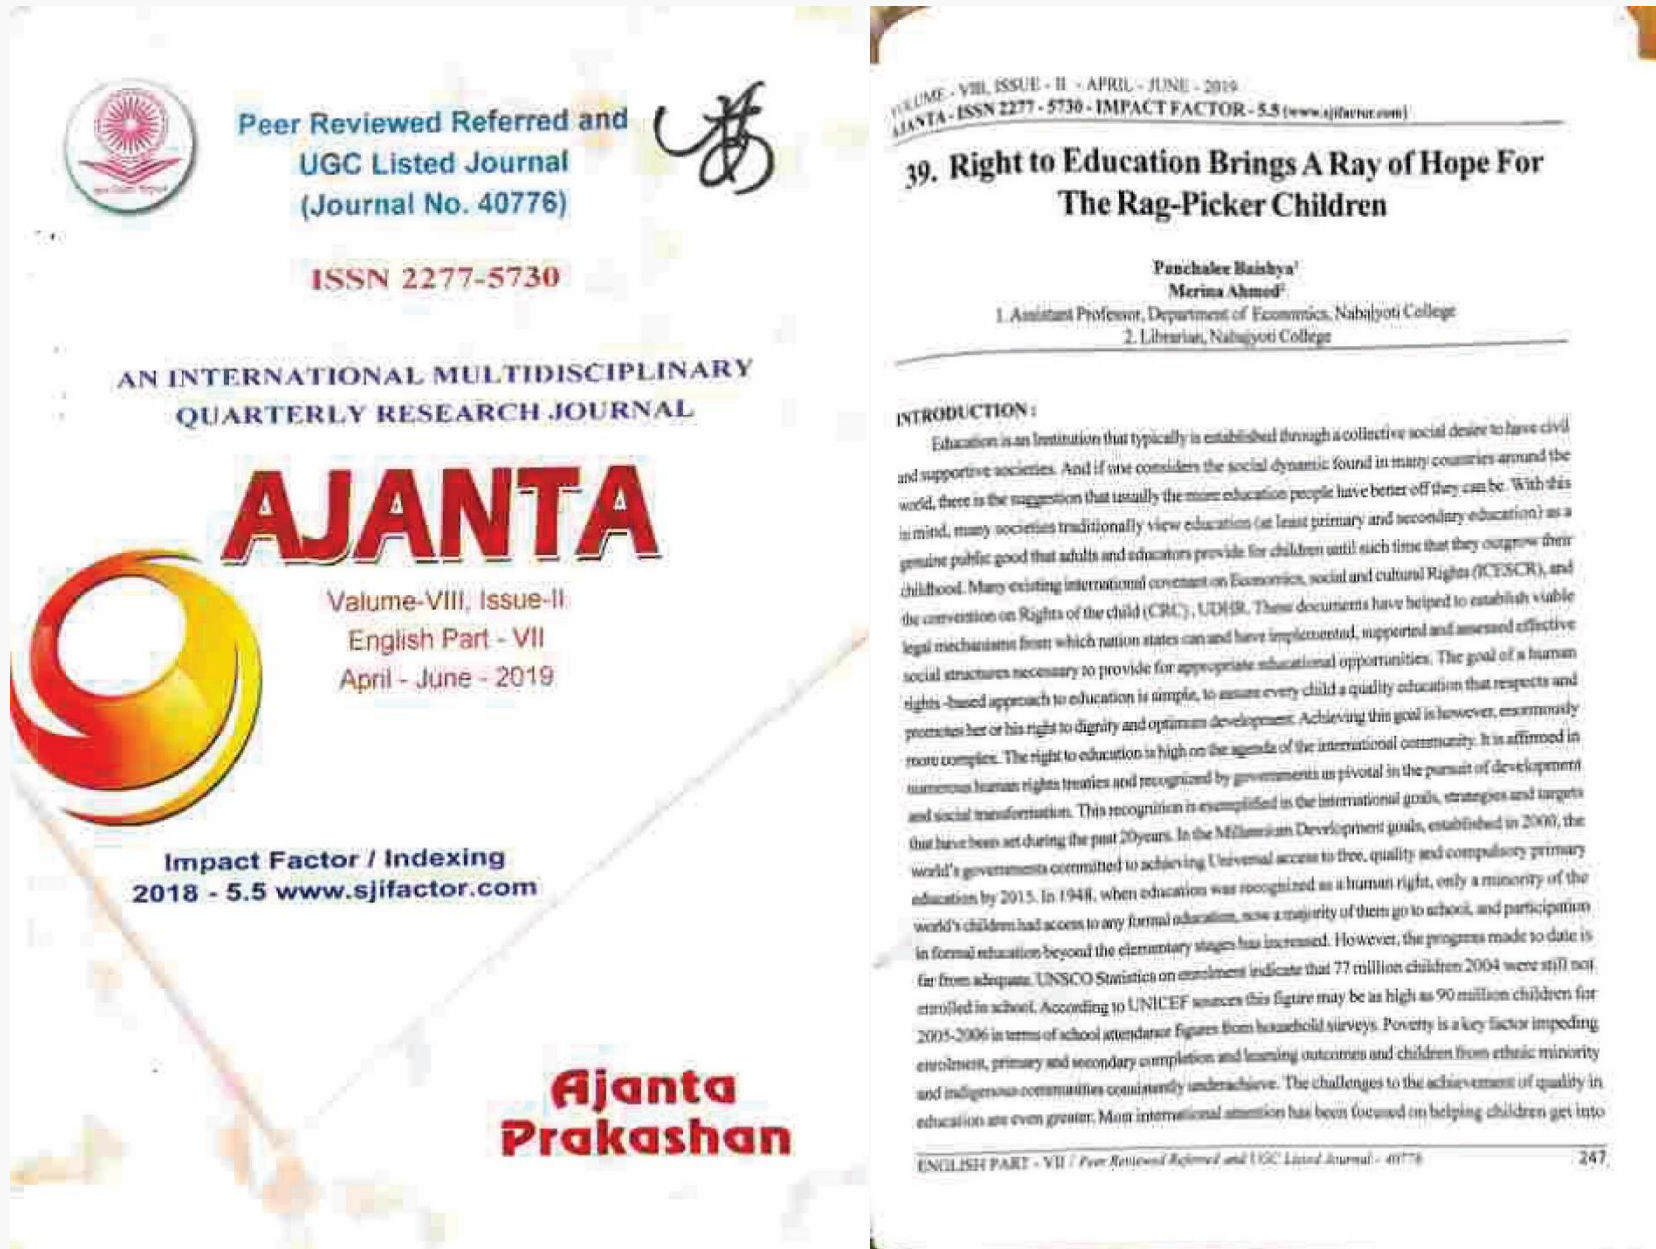 Peer Reviewed Referred and
UGC Listed Journal
(Journal No. 40776)
ISSN 2277-5730
AN INTERNATIONAL MULTIDISCIPLINARY
QUARTERLY RESEARCH JOURNAL
AJANTA
Valume-VIII, Issue-II
English Part - VII
April - June - 2019
Impact Factor / Indexing
2018 - 5.5 www.sjifactor.com
Ajanta
Prakashan
VOLUME - VIII, ISSUE - II - APRIL - JUNE - 2019
AJANTA - ISSN 2277 - 5730 - IMPACT FACTOR - 5.5 (www.sjifactor.com)
39. Right to Education Brings A Ray of Hope For
The Rag-Picker Children
Panchalee Baishya¹
Merina Ahmed²
1. Assistant Professor, Department of Economics, Nabajyoti College
2. Librarian, Nabajyoti College
INTRODUCTION :
Education is an Institution that typically is established through a collective social desire to have civil
and supportive societies. And if one considers the social dynamic found in many countries around the
world, there is the suggestion that usually the more education people have better off they can be. With this
in mind, many societies traditionally view education (at least primary and secondary education) as a
genuine public good that adults and educators provide for children until such time that they outgrow their
childhood. Many existing international covenant on Economics, social and cultural Rights (ICESCR), and
the convention on Rights of the child (CRC) , UDHR. These documents have helped to establish viable
legal mechanisms from which nation states can and have implemented, supported and assessed effective
social structures necessary to provide for appropriate educational opportunities. The goal of a human
rights -based approach to education is simple, to assure every child a quality education that respects and
promotes her or his right to dignity and optimum development. Achieving this goal is however, enormously
more complex. The right to education is high on the agenda of the international community. It is affirmed in
numerous human rights treaties and recognized by governments as pivotal in the pursuit of development
and social transformation. This recognition is exemplified in the international goals, strategies and targets
that have been set during the past 20years. In the Millennium Development goals, established in 2000, the
world's governments committed to achieving Universal access to free, quality and compulsory primary
education by 2015. In 1948, when education was recognized as a human right, only a minority of the
world's children had access to any formal education, now a majority of them go to school, and participation
in formal education beyond the elementary stages has increased. However, the progress made to date is
far from adequate. UNSCO Statistics on enrolment indicate that 77 million children 2004 were still not
enrolled in school. According to UNICEF sources this figure may be as high as 90 million children for
2005-2006 in terms of school attendance figures from household surveys. Poverty is a key factor impeding
enrolment, primary and secondary completion and learning outcomes and children from ethnic minority
and indigenous communities consistently underachieve. The challenges to the achievement of quality in
education are even greater. Most international attention has been focused on helping children get into
ENGLISH PART - VII / Peer Reviewed Referred and UGC Listed Journal - 40776
247